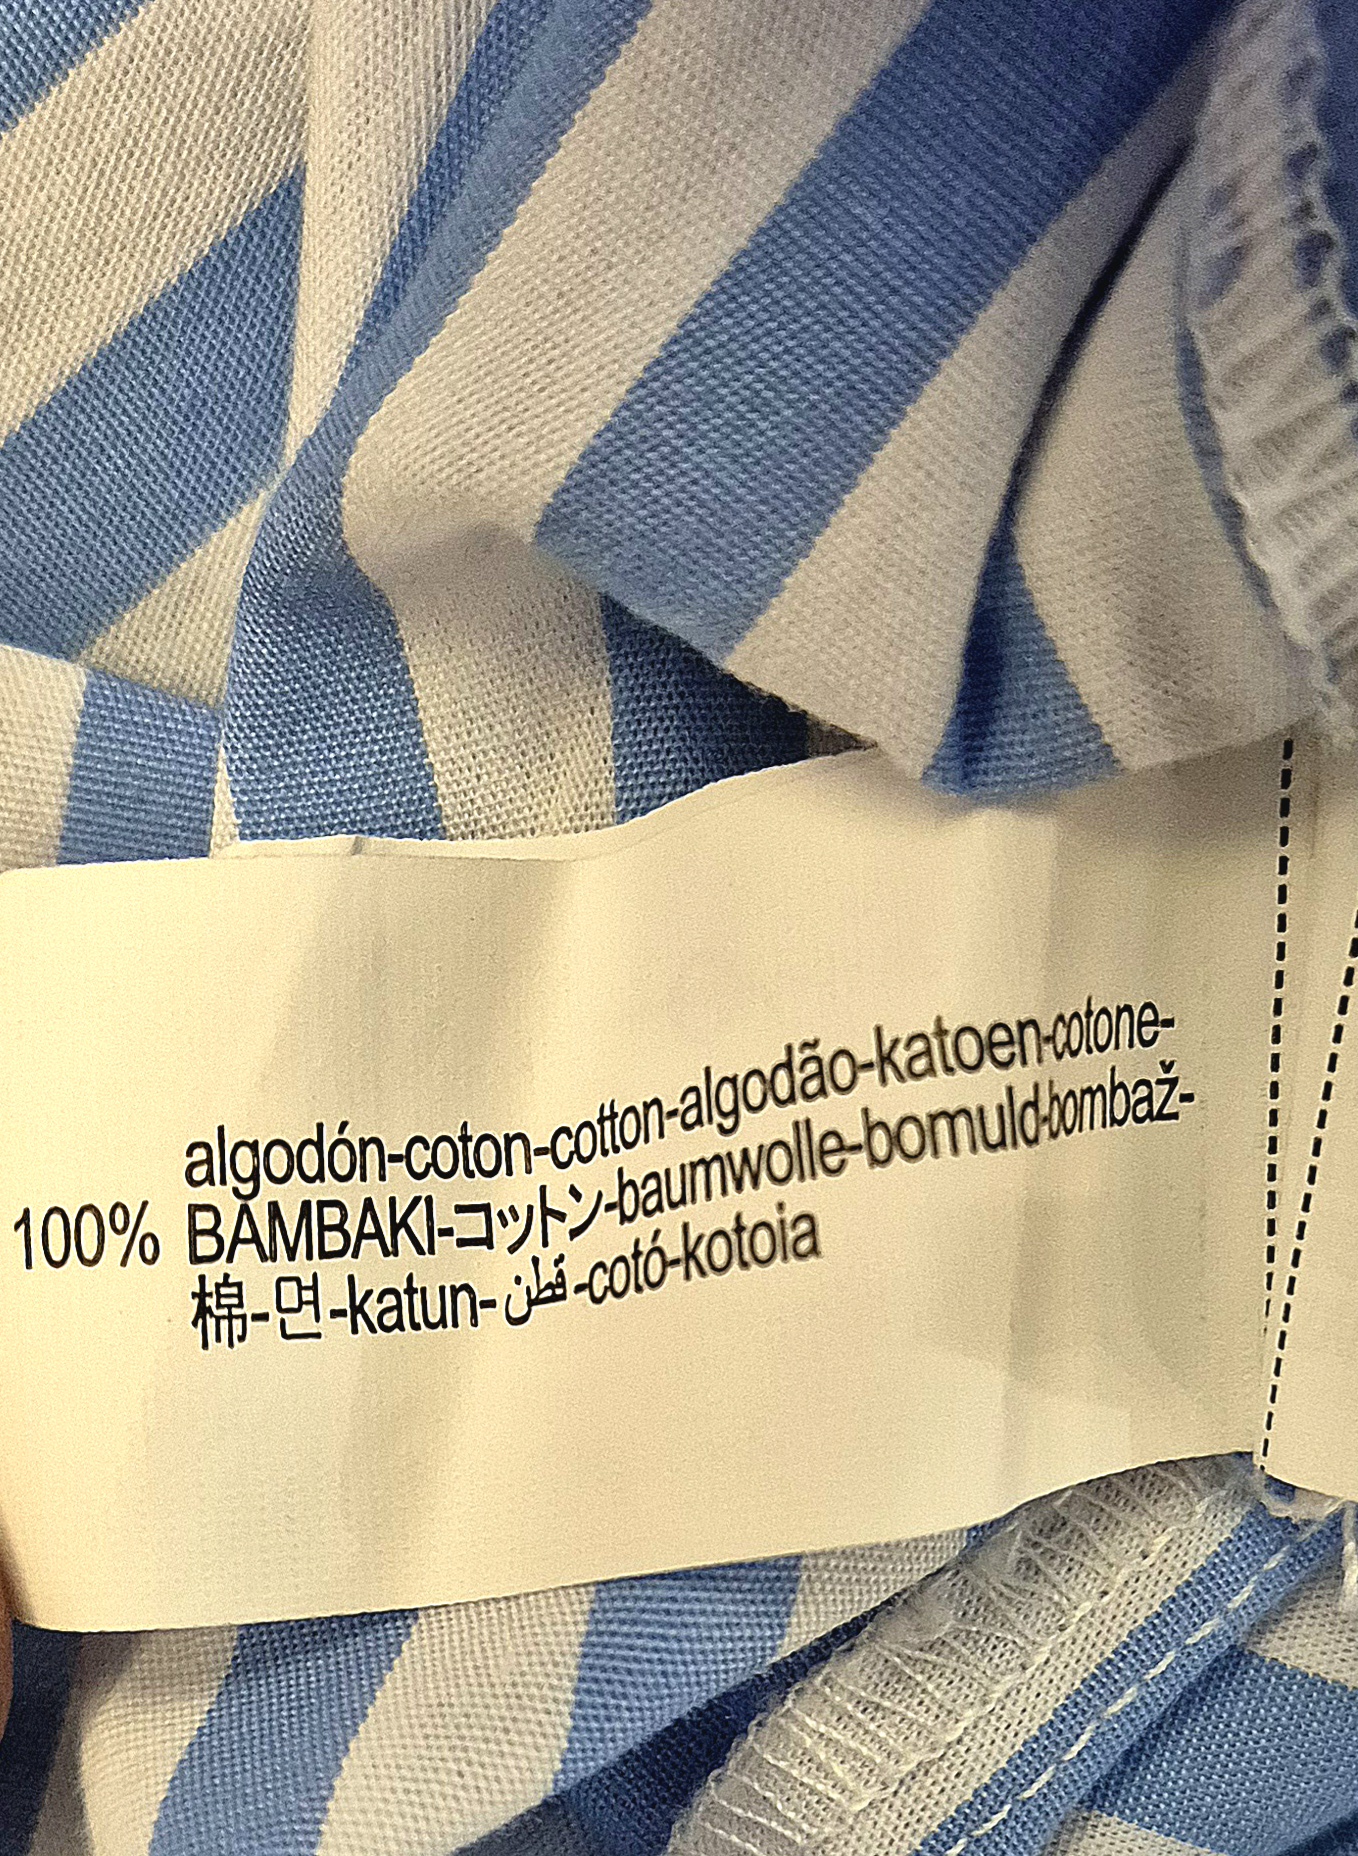 100% algodón-coton-cotton-algodão-katoen-cotone-
BAMBAKI-コットン-baumwolle-bomuld-bombaž-
棉-면-katun-قطن-cotó-kotoia